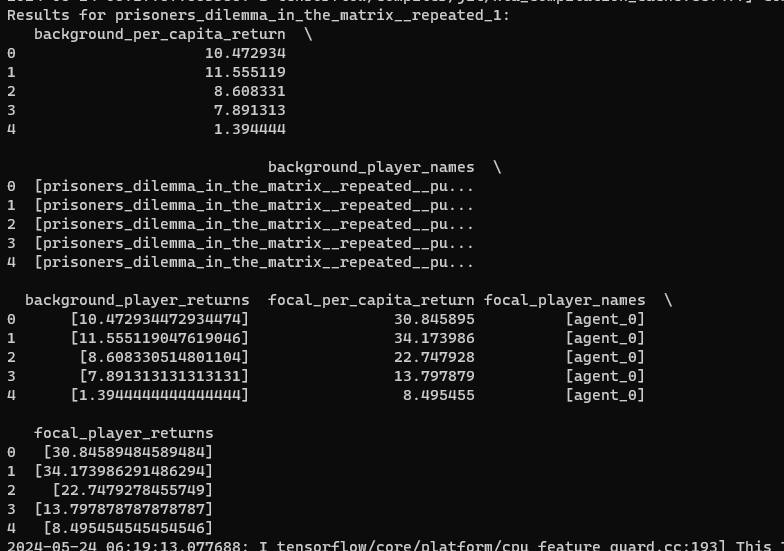 Results for prisoners_dilemma_in_the_matrix__repeated_1:
background_per_capita_return \
0 10.472934
1 11.555119
2 8.608331
3 7.891313
4 1.394444
background_player_names \
0 [prisoners_dilemma_in_the_matrix__repeated__pu...
1 [prisoners_dilemma_in_the_matrix__repeated__pu...
2 [prisoners_dilemma_in_the_matrix__repeated__pu...
3 [prisoners_dilemma_in_the_matrix__repeated__pu...
4 [prisoners_dilemma_in_the_matrix__repeated__pu...
background_player_returns focal_per_capita_return focal_player_names \
0 [10.472934472934474] 30.845895 [agent_0]
1 [11.555119047619046] 34.173986 [agent_0]
2 [8.608330514801104] 22.747928 [agent_0]
3 [7.891313131313131] 13.797879 [agent_0]
4 [1.3944444444444444] 8.495455 [agent_0]
focal_player_returns
0 [30.84589484589484]
1 [34.173986291486294]
2 [22.7479278455749]
3 [13.797878787878787]
4 [8.495454545454546]
2024-05-24 06:19:13.077688: I tensorflow/core/platform/cpu_feature_guard.cc:193] This